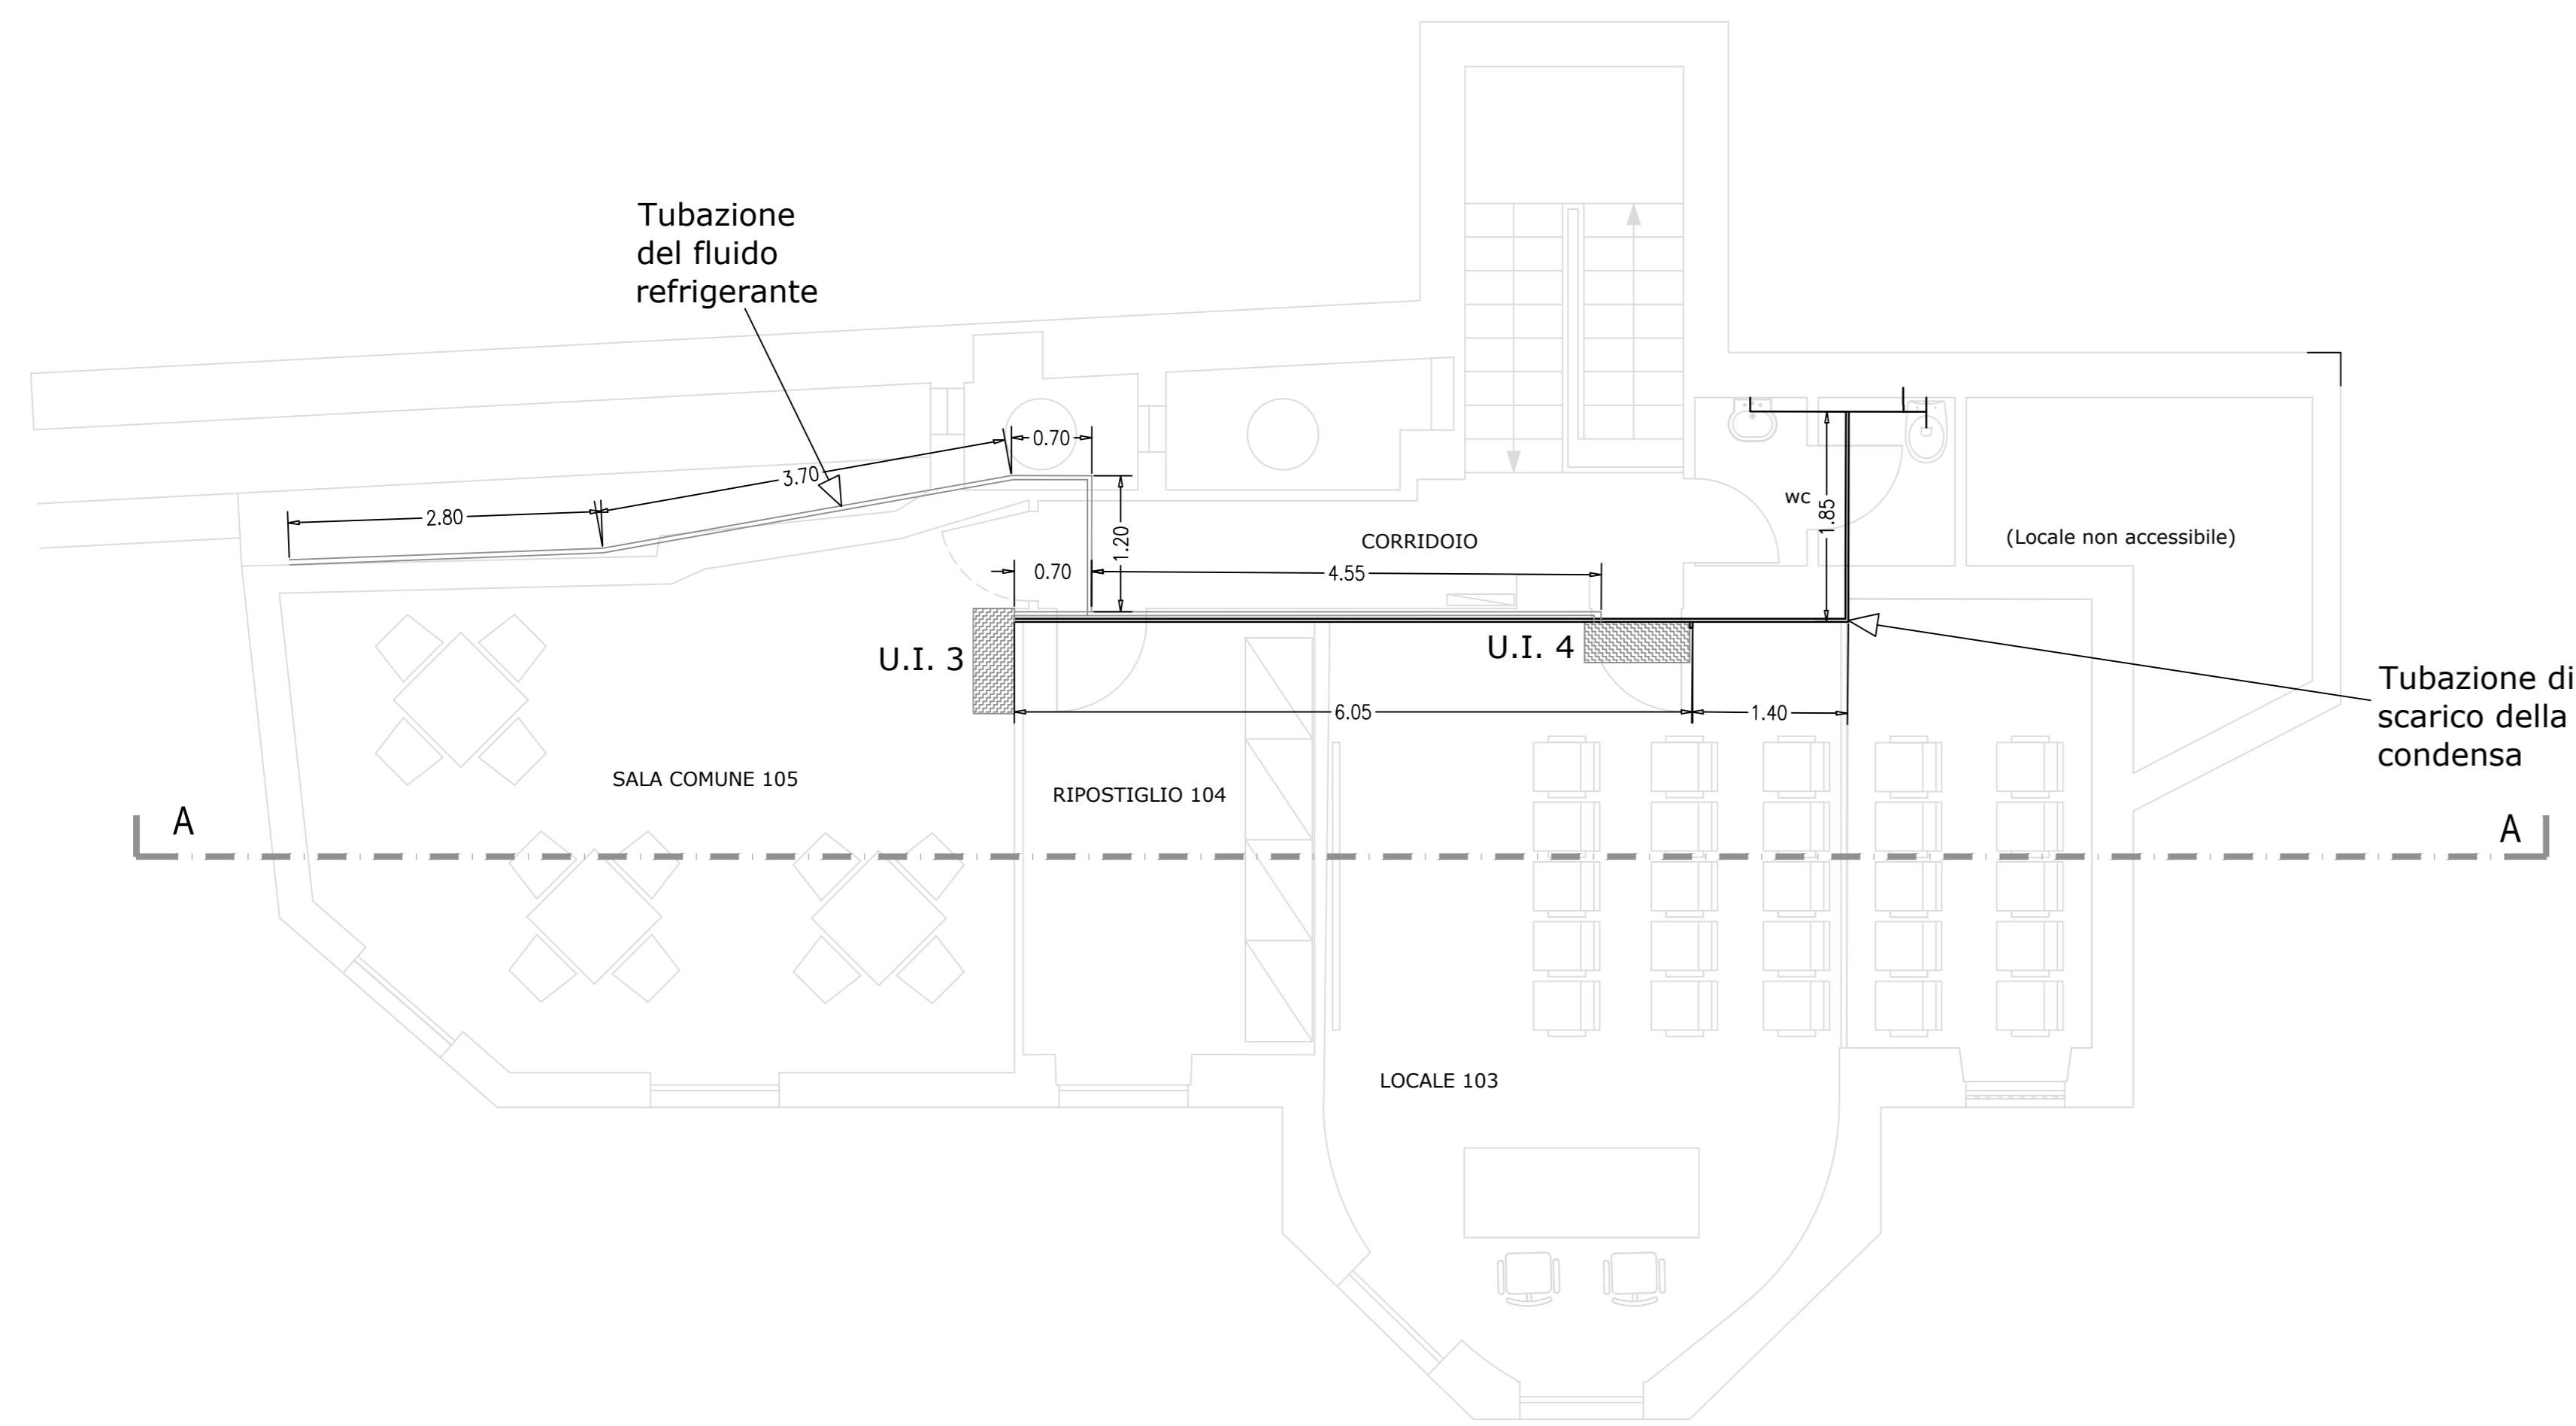 Tubazione
del fluido
refrigerante
0.70
3.70
2.80
1.20
wc
1.85
CORRIDOIO
(Locale non accessibile)
0.70
4.55
U.I. 3
U.I. 4
Tubazione di
scarico della
condensa
6.05
1.40
SALA COMUNE 105
RIPOSTIGLIO 104
A
A
LOCALE 103